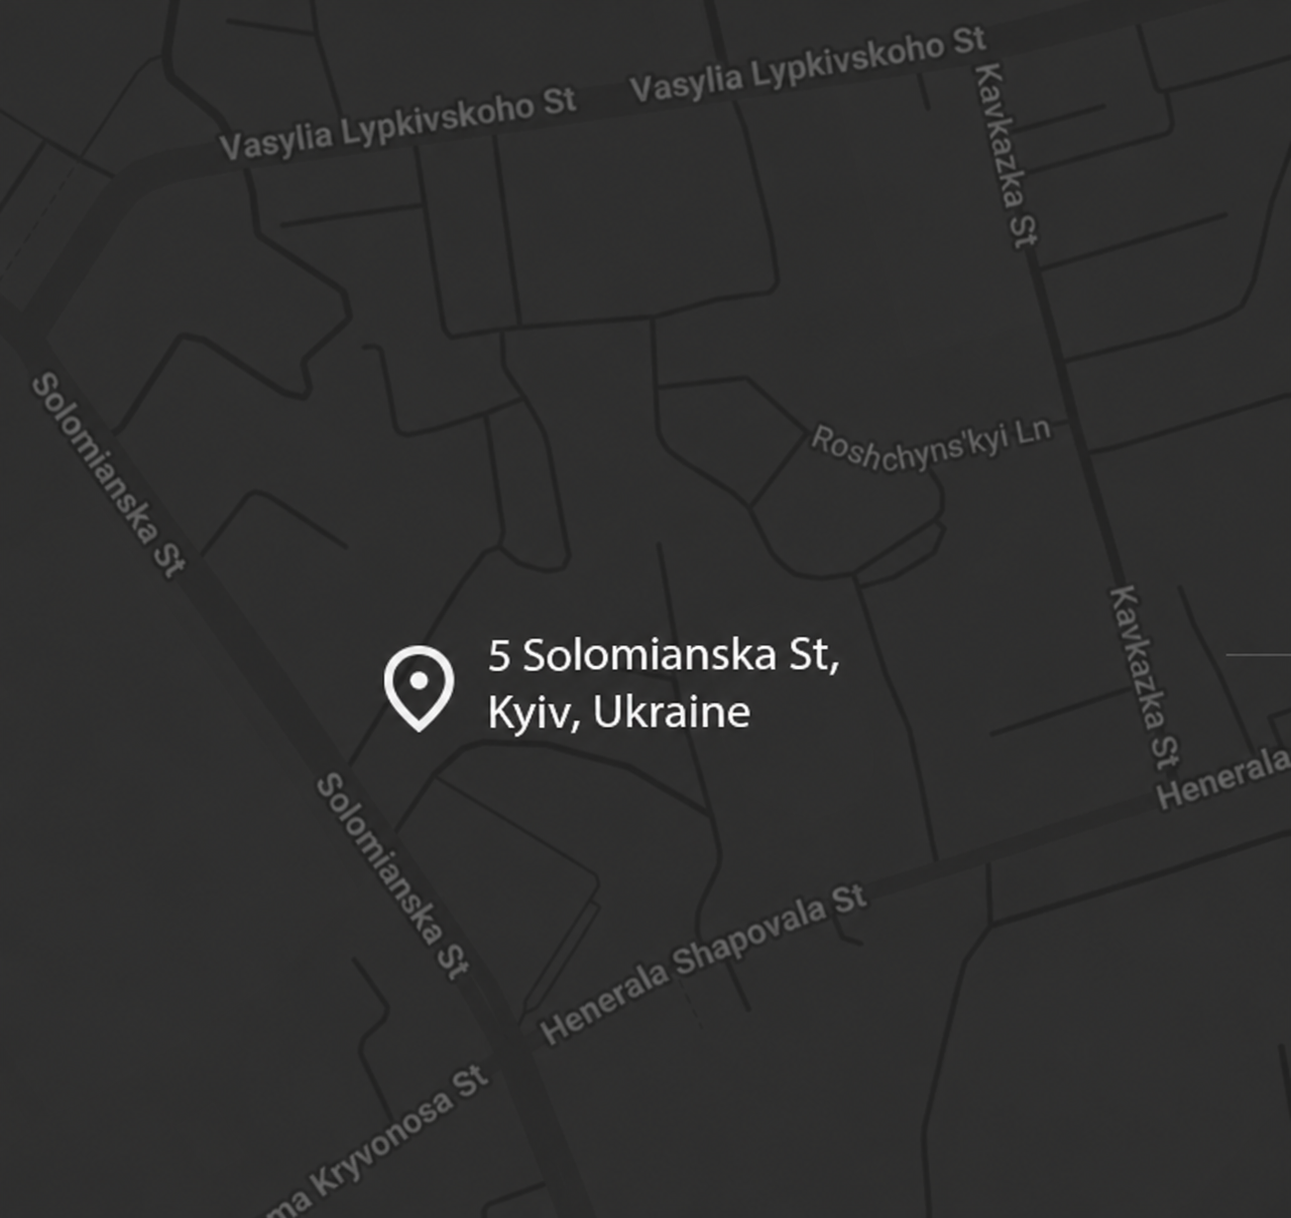 Vasylia Lypkivskoho St
Vasylia Lypkivskoho St
Kavkazka St
Solomianska St
Roshchyns'kyi Ln
5 Solomianska St,
Kyiv, Ukraine
Kavkazka St
Henerala
Solomianska St
Henerala Shapovala St
ma Kryvonosa St